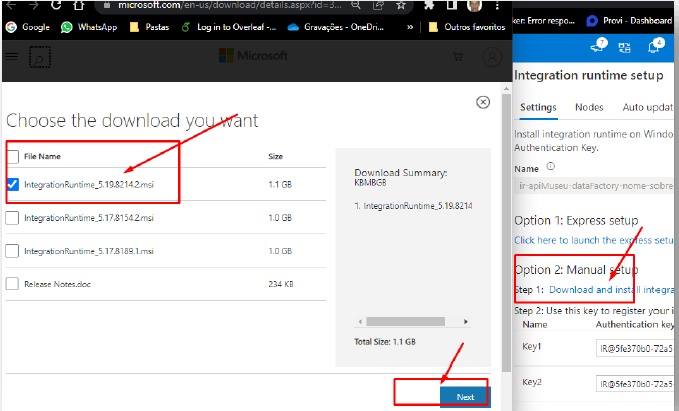 microsoft.com/en-us/download/details.aspx?id=3...
Google
WhatsApp
Pastas
Log in to Overleaf -...
Gravações - OneDri...
»
Outros favoritos
Microsoft
Choose the download you want
File Name
Size
IntegrationRuntime_5.19.8214.2.msi
1.1 GB
IntegrationRuntime_5.17.8154.2.msi
1.0 GB
IntegrationRuntime_5.17.8189.1.msi
1.0 GB
Release Notes.doc
234 KB
Download Summary:
KBMBGB
1. IntegrationRuntime_5.19.8214
Total Size: 1.1 GB
Next
ken Error respo...
Provi - Dashboard
7
4
Integration runtime setup
Settings
Nodes
Auto updat
Install integration runtime on Windo
Authentication Key.
Name
ir-apiMuseu-dataFactory-nome-sobre
Option 1: Express setup
Click here to launch the express setu
Option 2: Manual setup
Step 1: Download and install integra
Step 2: Use this key to register your i
Name
Authentication key
Key1
IR@5fe370b0-72a5-
Key2
IR@5fe370b0-72a5